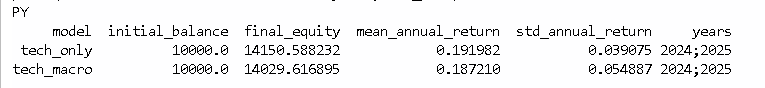 PY
model initial_balance final_equity mean_annual_return std_annual_return years
tech_only 10000.0 14150.588232 0.191982 0.039075 2024;2025
tech_macro 10000.0 14029.616895 0.187210 0.054887 2024;2025